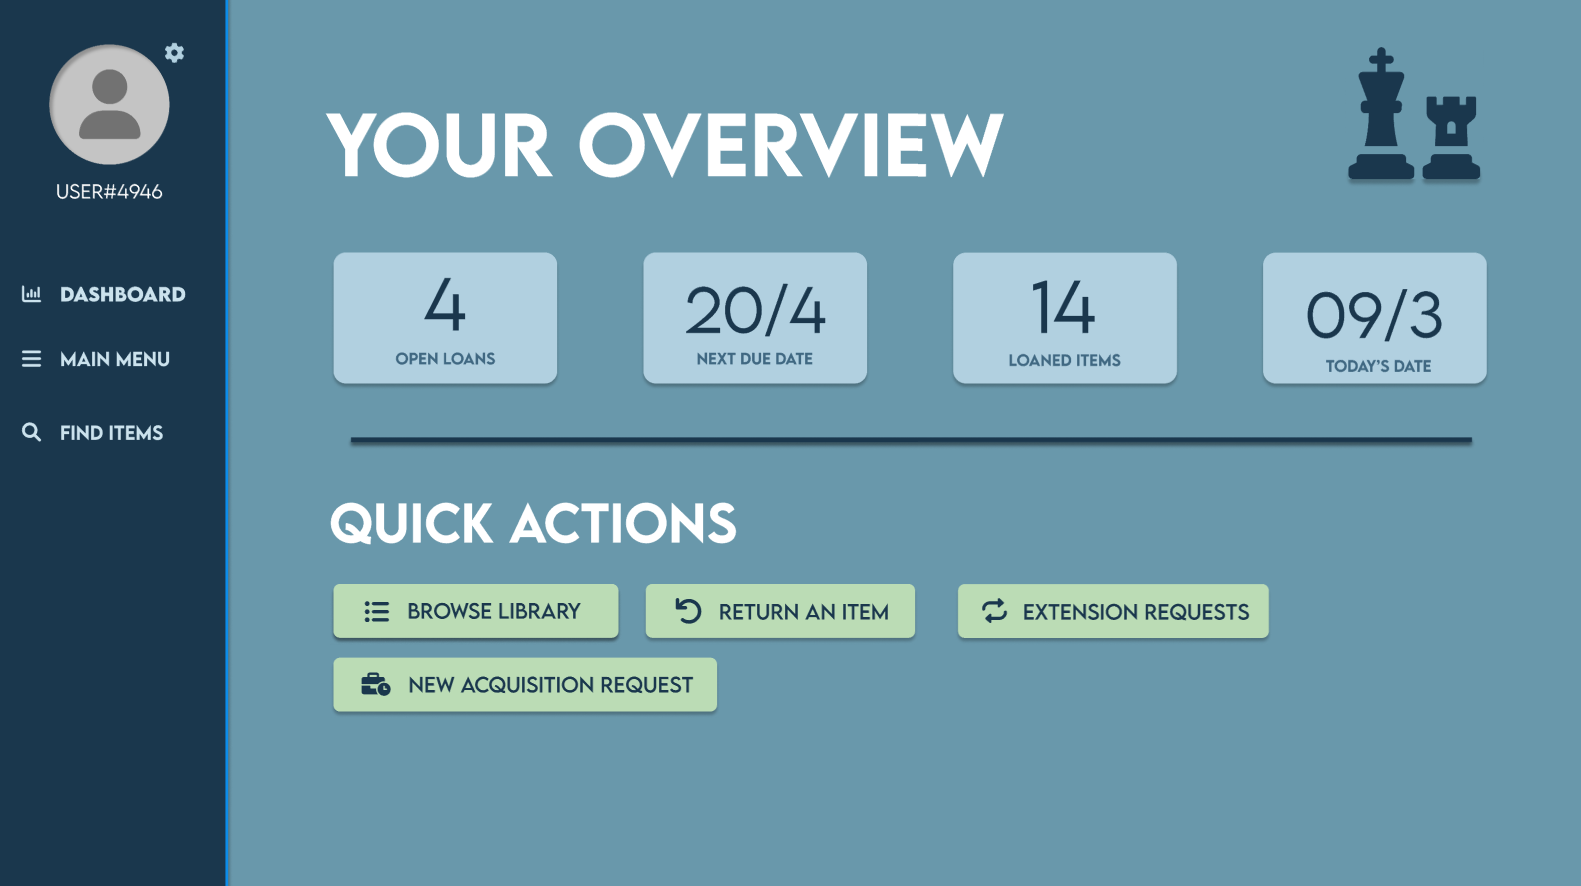 USER#4946
DASHBOARD
MAIN MENU
FIND ITEMS
YOUR OVERVIEW
4
OPEN LOANS
20/4
NEXT DUE DATE
14
LOANED ITEMS
09/3
TODAY'S DATE
QUICK ACTIONS
BROWSE LIBRARY
RETURN AN ITEM
EXTENSION REQUESTS
NEW ACQUISITION REQUEST